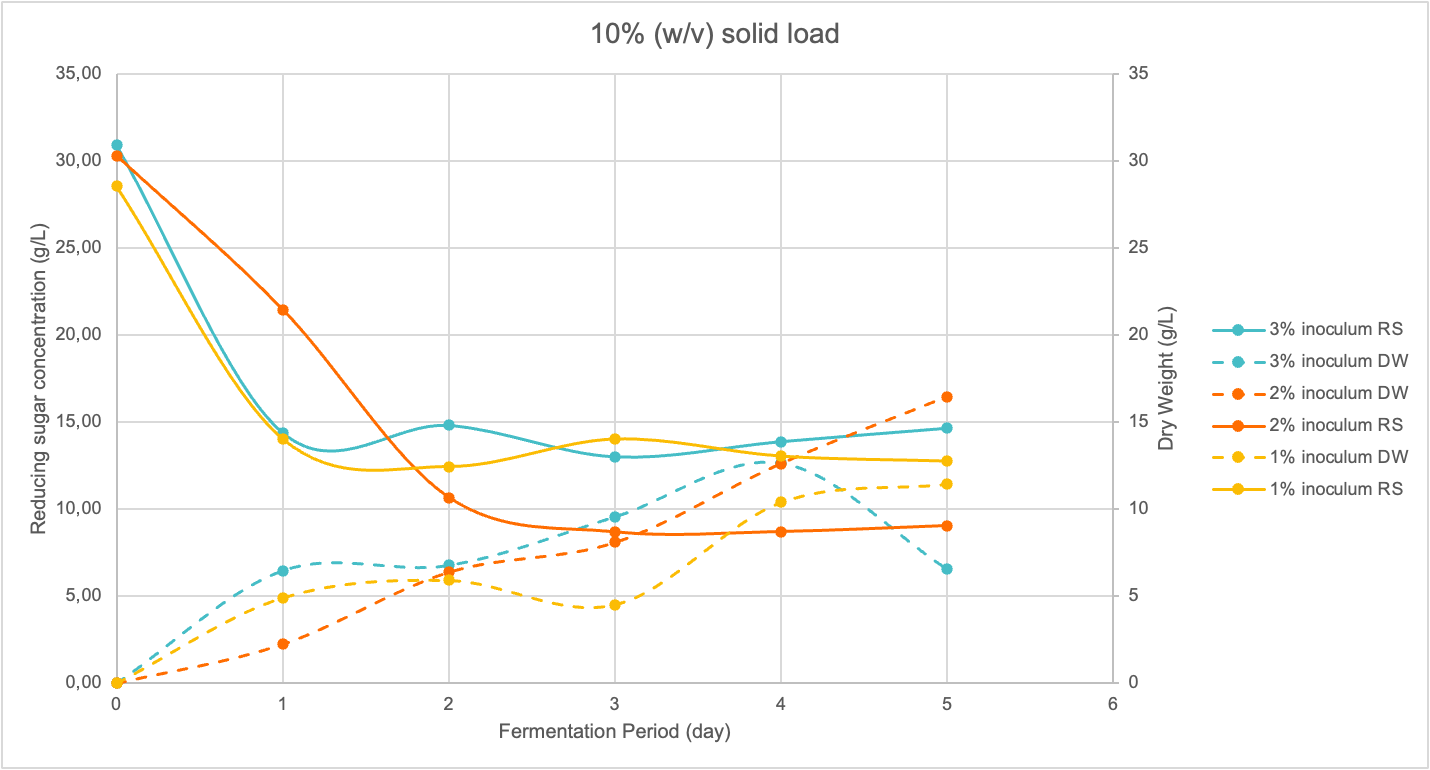 10% (w/v) solid load
35,00
30,00
25,00
20,00
15,00
10,00
5,00
0,00
Reducing sugar concentration (g/L)
0
1
2
3
4
5
6
Fermentation Period (day)
35
30
25
20
15
10
5
0
Dry Weight (g/L)
3% inoculum RS
3% inoculum DW
2% inoculum DW
2% inoculum RS
1% inoculum DW
1% inoculum RS